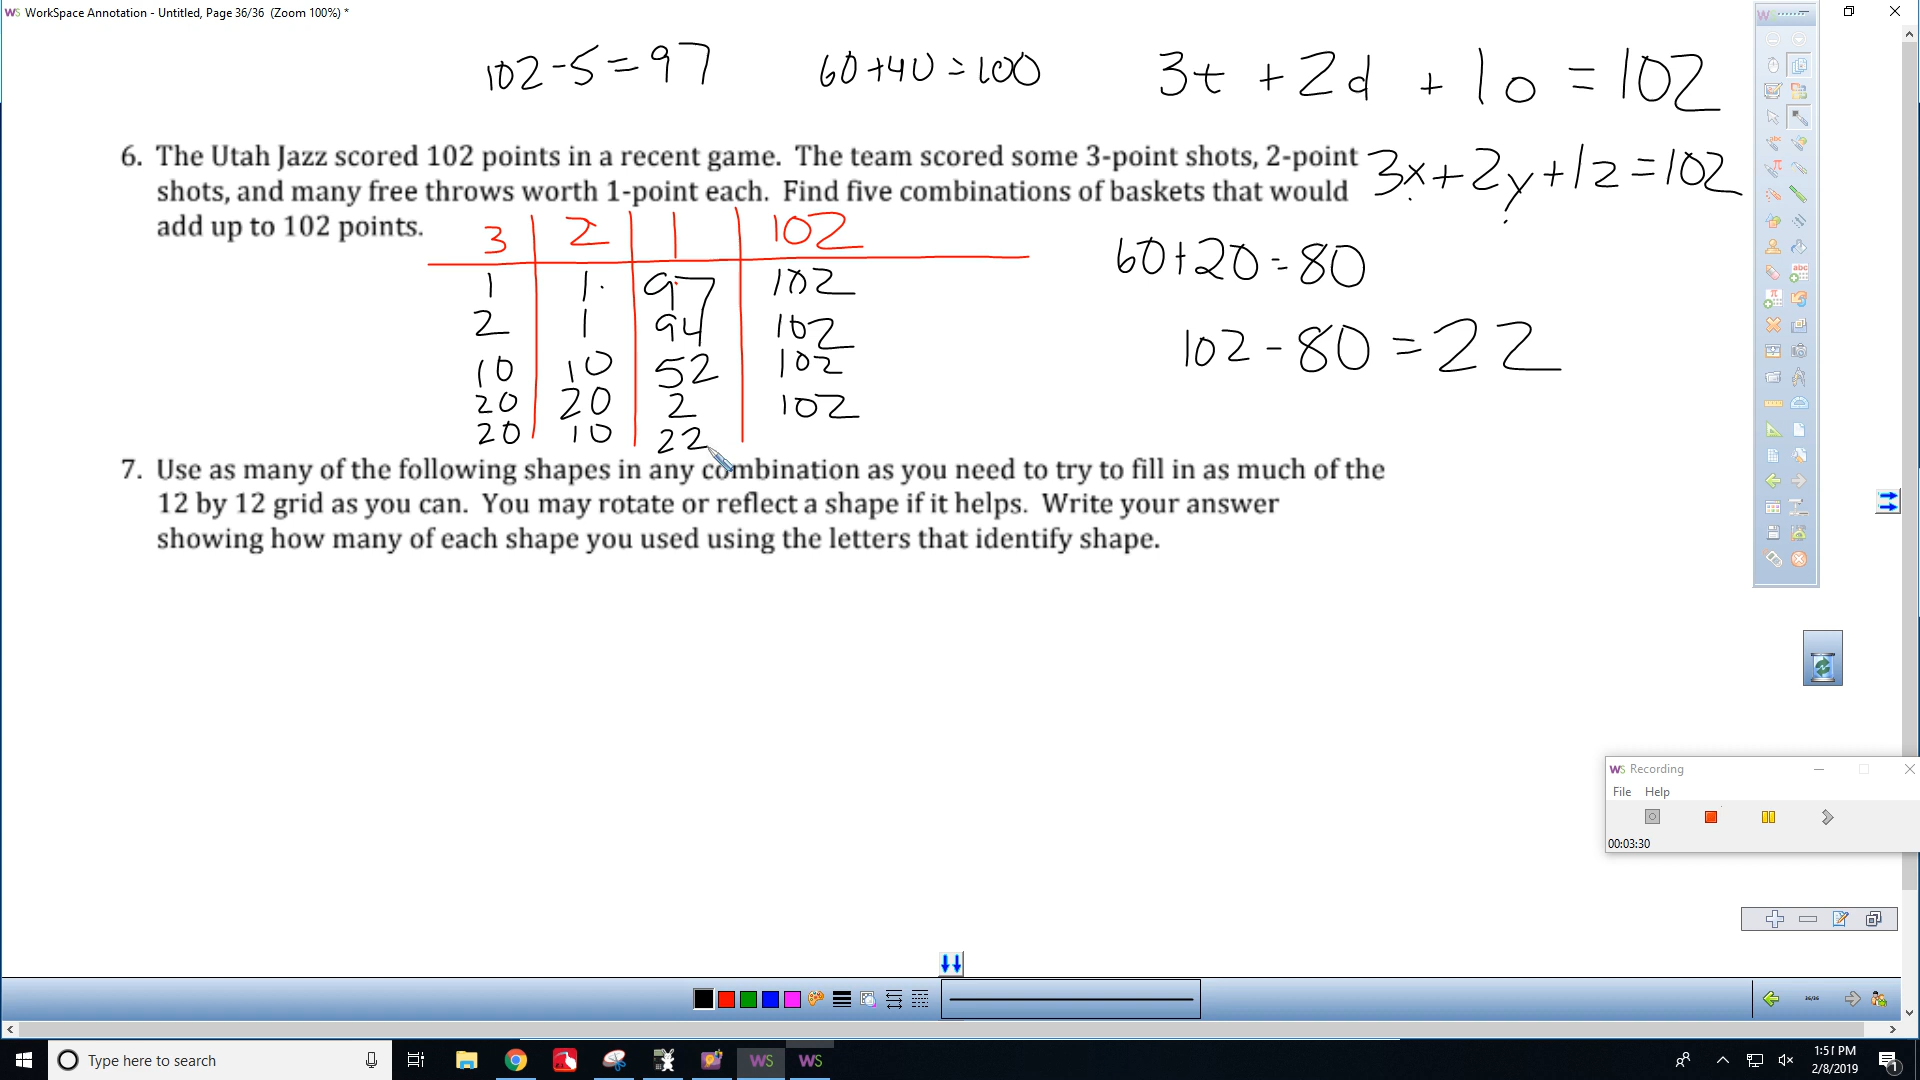 WS WorkSpace Annotation - Untitled, Page 36/36 (Zoom 100%) *
102 - 5 = 97
60 + 40 = 100
3t + 2d + 1o = 102
6. The Utah Jazz scored 102 points in a recent game. The team scored some 3-point shots, 2-point
shots, and many free throws worth 1-point each. Find five combinations of baskets that would
add up to 102 points.
3x + 2y + 1z = 102
3 2 1 102
1 1 97 102
2 1 94 102
10 10 52 102
20 20 2 102
20 10 22
60 + 20 = 80
102 - 80 = 22
7. Use as many of the following shapes in any combination as you need to try to fill in as much of the
12 by 12 grid as you can. You may rotate or reflect a shape if it helps. Write your answer
showing how many of each shape you used using the letters that identify shape.
WS Recording
File Help
00:03:30
36/36
Type here to search
WS WS
1:51 PM
2/8/2019
1